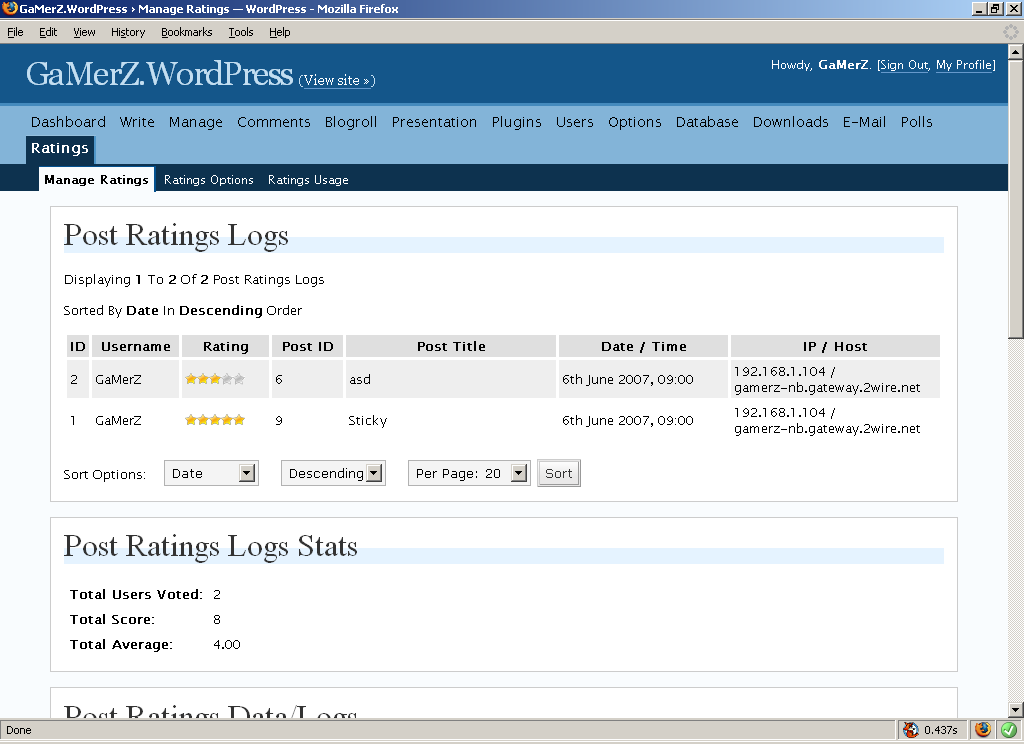 GaMerZ.WordPress › Manage Ratings — WordPress - Mozilla Firefox
File Edit View History Bookmarks Tools Help
GaMerZ.WordPress (View site »)
Howdy, GaMerZ. [Sign Out, My Profile]
Dashboard Write Manage Comments Blogroll Presentation Plugins Users Options Database Downloads E-Mail Polls
Ratings
Manage Ratings Ratings Options Ratings Usage
Post Ratings Logs
Displaying 1 To 2 Of 2 Post Ratings Logs
Sorted By Date In Descending Order
ID Username Rating Post ID Post Title Date / Time IP / Host
2 GaMerZ 6 asd 6th June 2007, 09:00 192.168.1.104 /
gamerz-nb.gateway.2wire.net
1 GaMerZ 9 Sticky 6th June 2007, 09:00 192.168.1.104 /
gamerz-nb.gateway.2wire.net
Sort Options: Date Descending Per Page: 20 Sort
Post Ratings Logs Stats
Total Users Voted: 2
Total Score: 8
Total Average: 4.00
Post Ratings Data/Logs
Done 0.437s